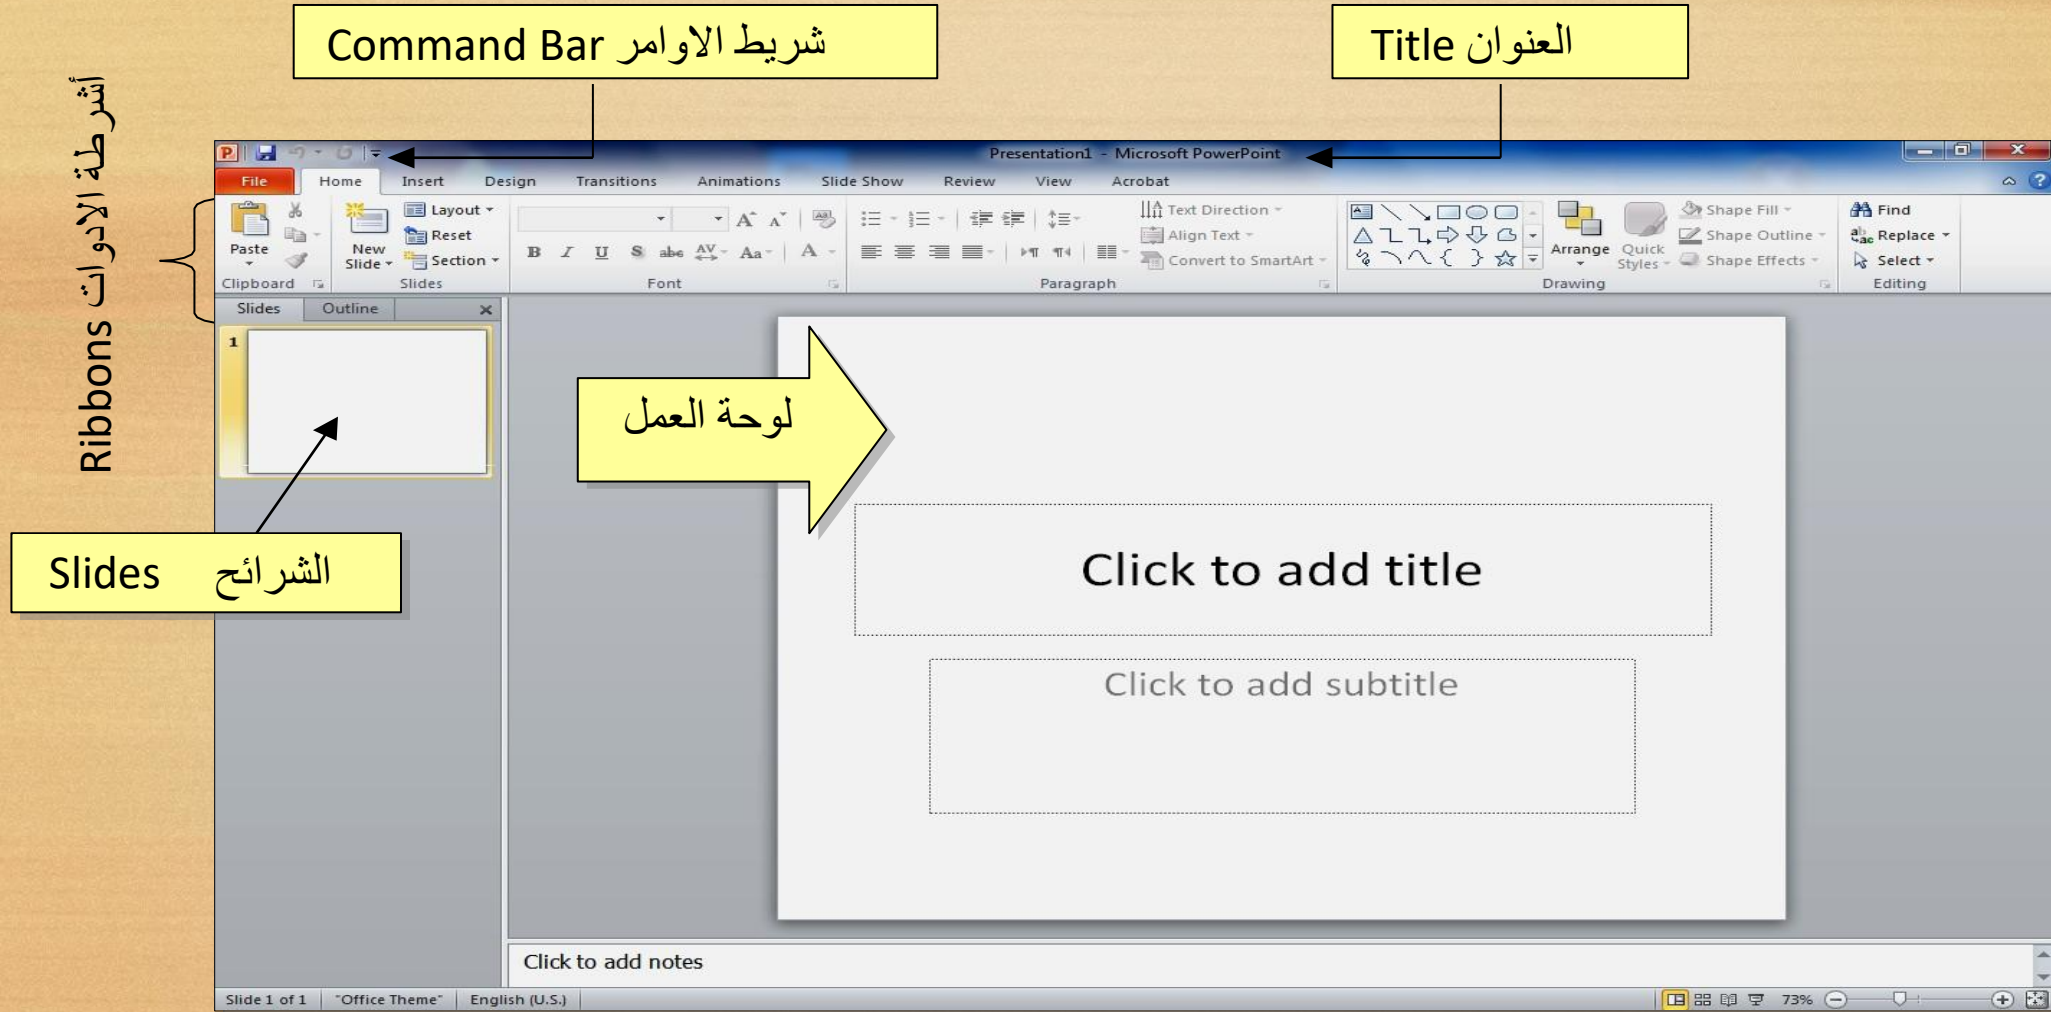 شريط الاوامر Command Bar
العنوان Title
أشرطة الادوات Ribbons
Presentation1 - Microsoft PowerPoint
File Home Insert Design Transitions Animations Slide Show Review View Acrobat
Paste
Clipboard
New Slide
Layout
Reset
Section
Slides
B I U S abc AV Aa A
Font
Text Direction
Align Text
Convert to SmartArt
Paragraph
Arrange
Quick Styles
Shape Fill
Shape Outline
Shape Effects
Drawing
Find
Replace
Select
Editing
Slides Outline
1
لوحة العمل
الشرائح Slides
Click to add title
Click to add subtitle
Click to add notes
Slide 1 of 1 "Office Theme" English (U.S.) 73%